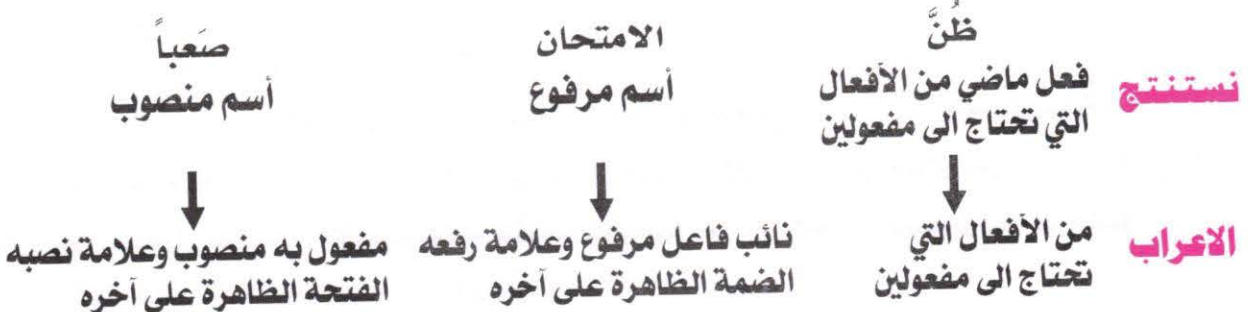 ظُنَّ
الامتحان
صَعباً
نستنتج
فعل ماضي من الأفعال
التي تحتاج الى مفعولين
أسم مرفوع
أسم منصوب
الاعراب
من الأفعال التي
تحتاج الى مفعولين
نائب فاعل مرفوع وعلامة رفعه
الضمة الظاهرة على آخره
مفعول به منصوب وعلامة نصبه
الفتحة الظاهرة على آخره